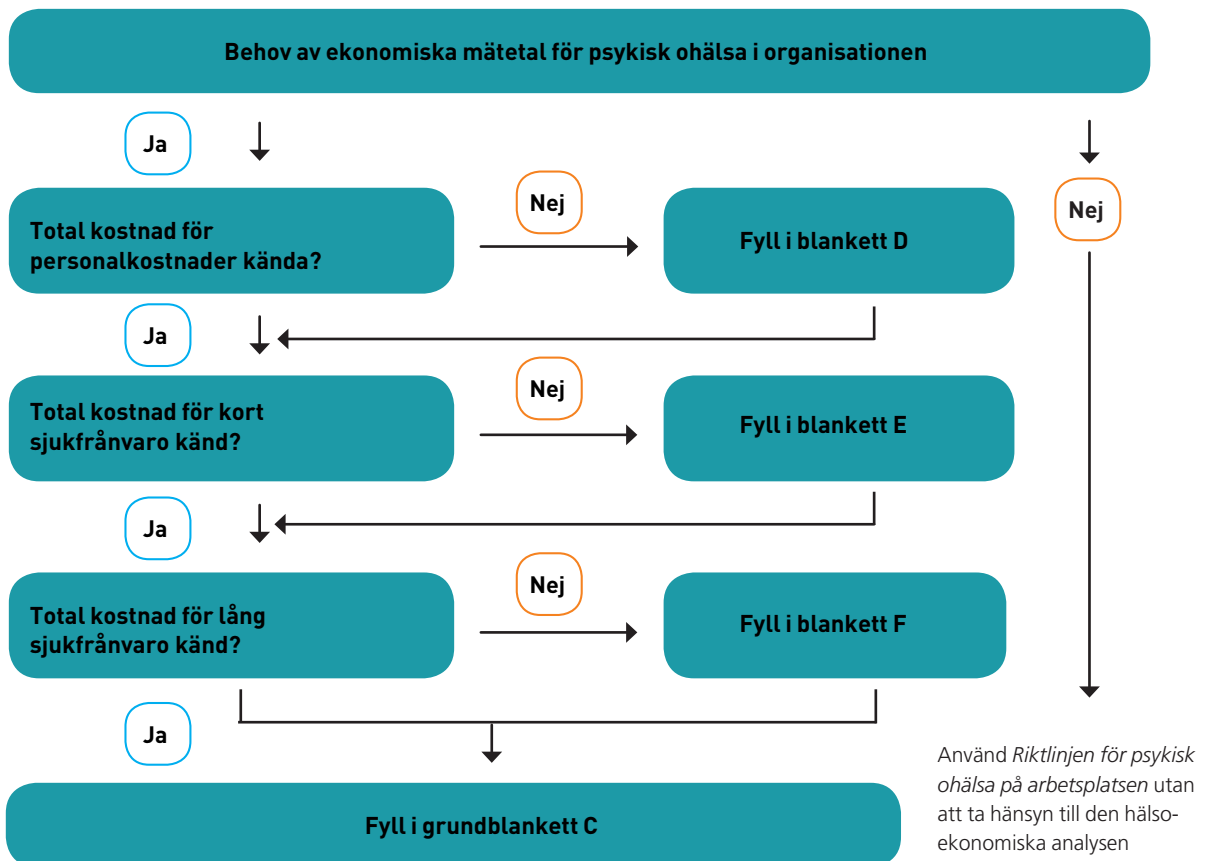 Behov av ekonomiska mätetal för psykisk ohälsa i organisationen
Ja
Nej
Nej
Total kostnad för
personalkostnader kända?
Fyll i blankett D
Ja
Nej
Total kostnad för kort
sjukfrånvaro känd?
Fyll i blankett E
Ja
Nej
Total kostnad för lång
sjukfrånvaro känd?
Fyll i blankett F
Ja
Använd Riktlinjen för psykisk
ohälsa på arbetsplatsen utan
att ta hänsyn till den hälso-
ekonomiska analysen
Fyll i grundblankett C